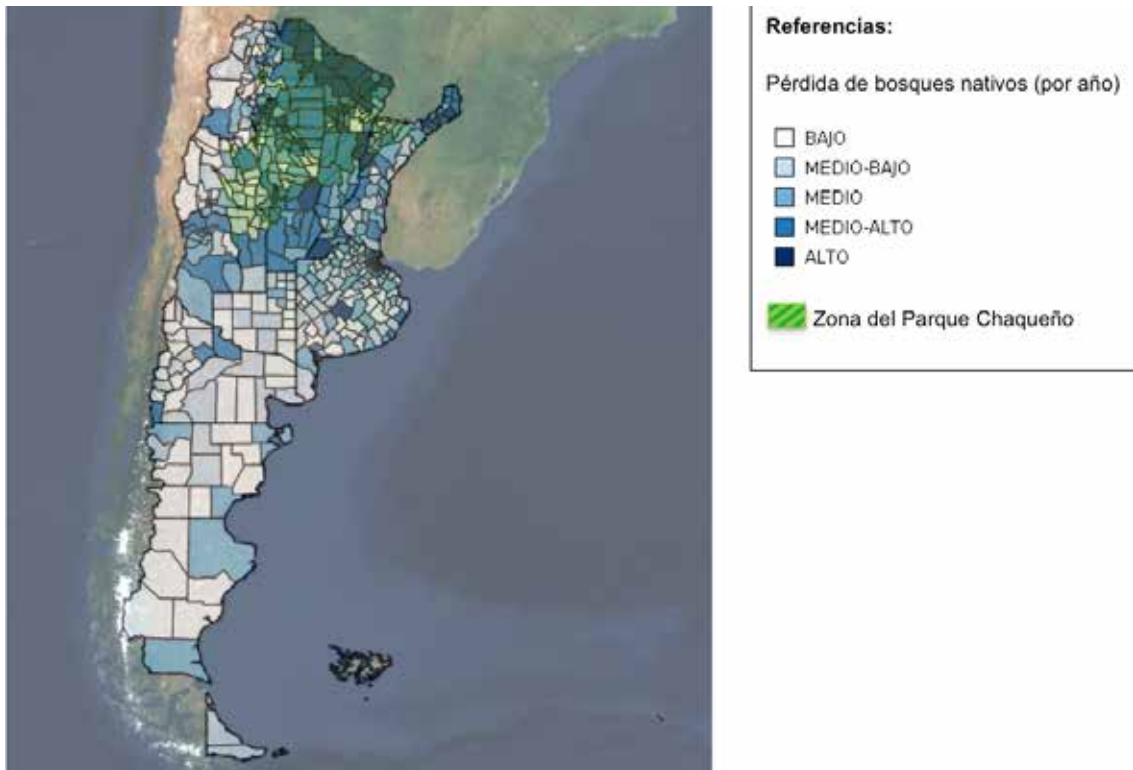 Referencias:
Pérdida de bosques nativos (por año)
BAJO
MEDIO-BAJO
MEDIO
MEDIO-ALTO
ALTO
Zona del Parque Chaqueño